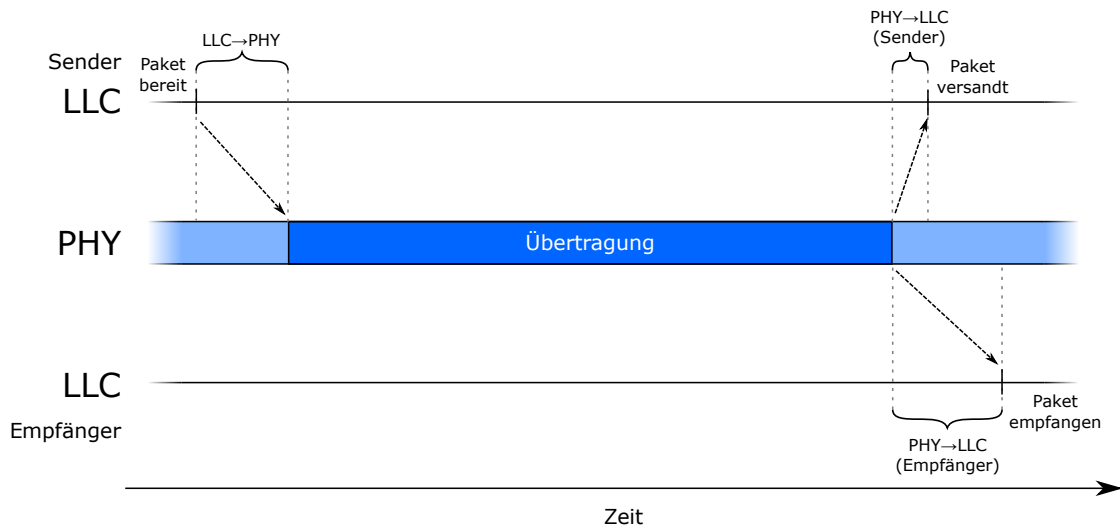 PHY→LLC
(Sender)
LLC→PHY
Sender
Paket
bereit
Paket
versandt
LLC
PHY
Übertragung
LLC
Paket
empfangen
Empfänger
PHY→LLC
(Empfänger)
Zeit